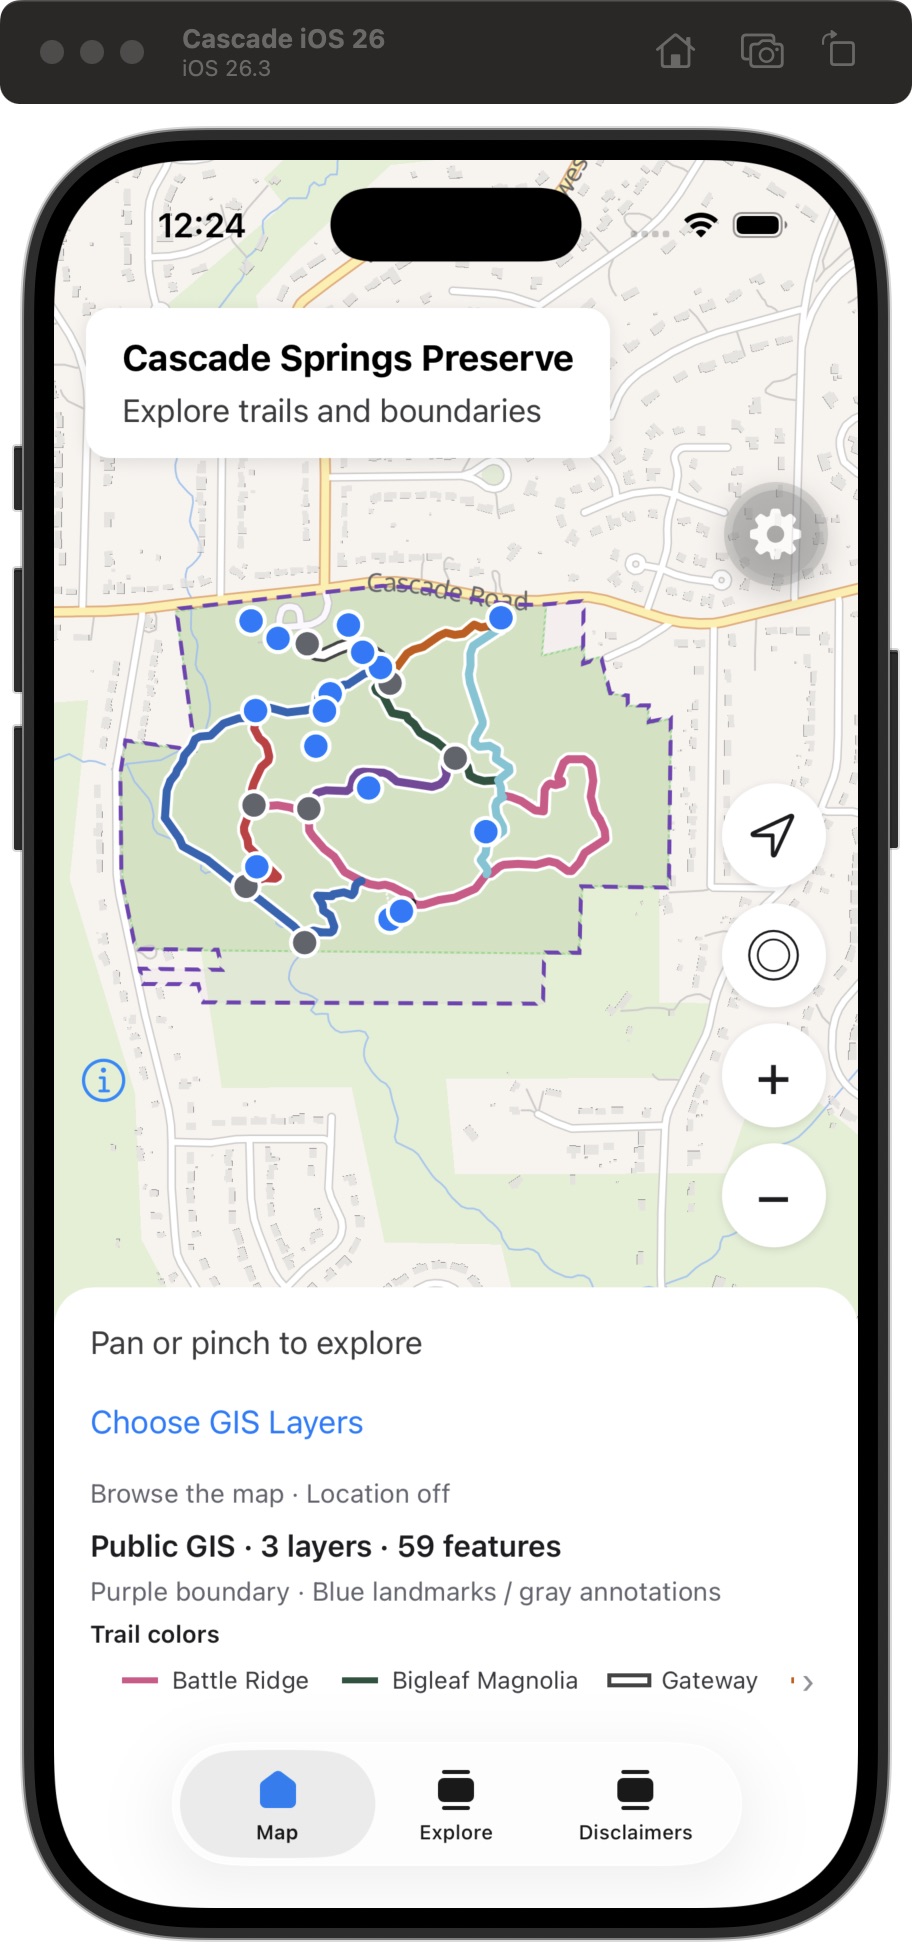 Cascade iOS 26
iOS 26.3
12:24
Cascade Springs Preserve
Explore trails and boundaries
Cascade Road
Pan or pinch to explore
Choose GIS Layers
Browse the map · Location off
Public GIS · 3 layers · 59 features
Purple boundary · Blue landmarks / gray annotations
Trail colors
Battle Ridge
Bigleaf Magnolia
Gateway
Map
Explore
Disclaimers